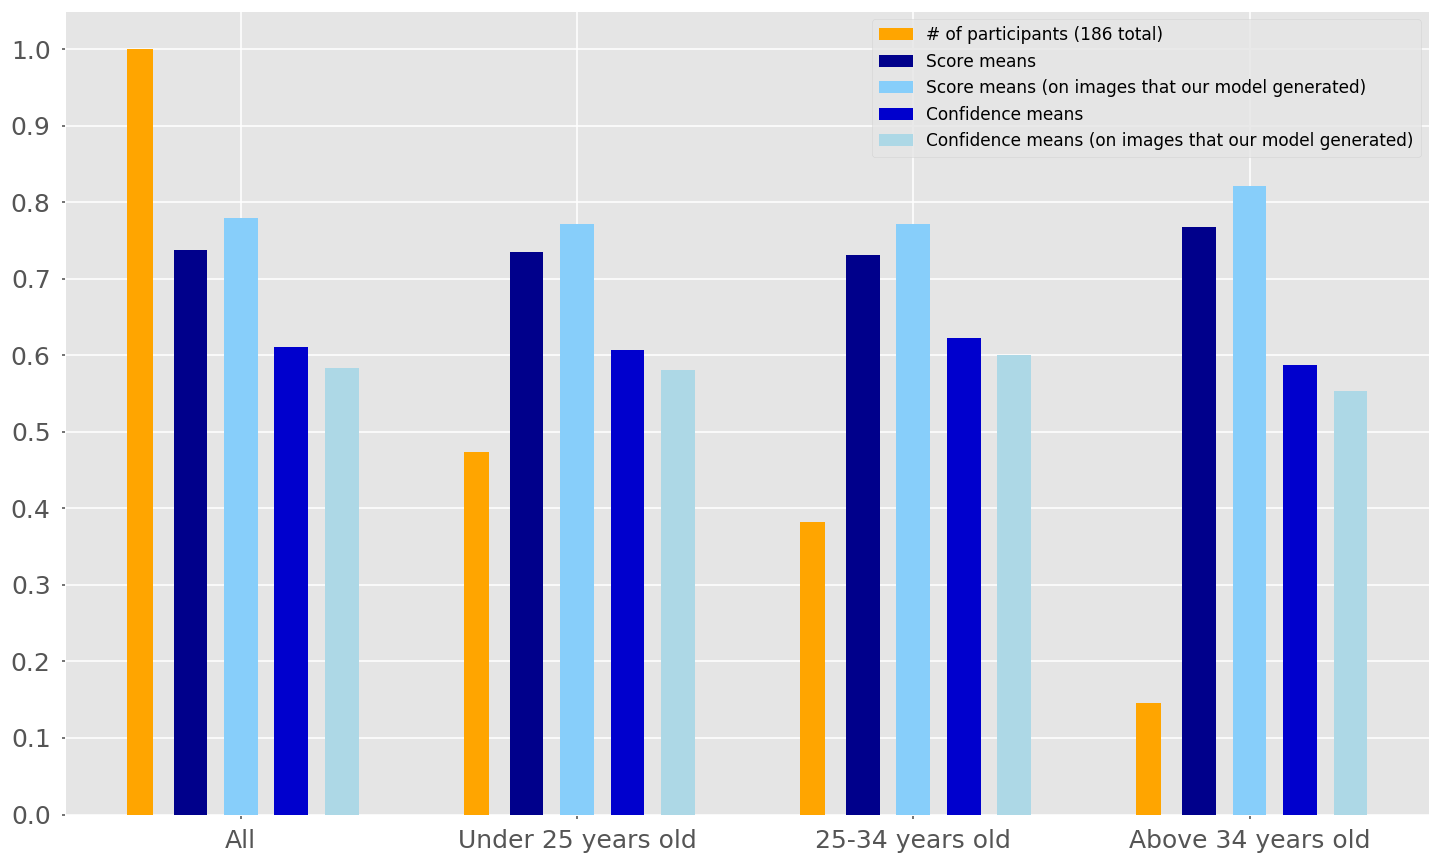 1.0
0.9
0.8
0.7
0.6
0.5
0.4
0.3
0.2
0.1
0.0
# of participants (186 total)
Score means
Score means (on images that our model generated)
Confidence means
Confidence means (on images that our model generated)
All
Under 25 years old
25-34 years old
Above 34 years old